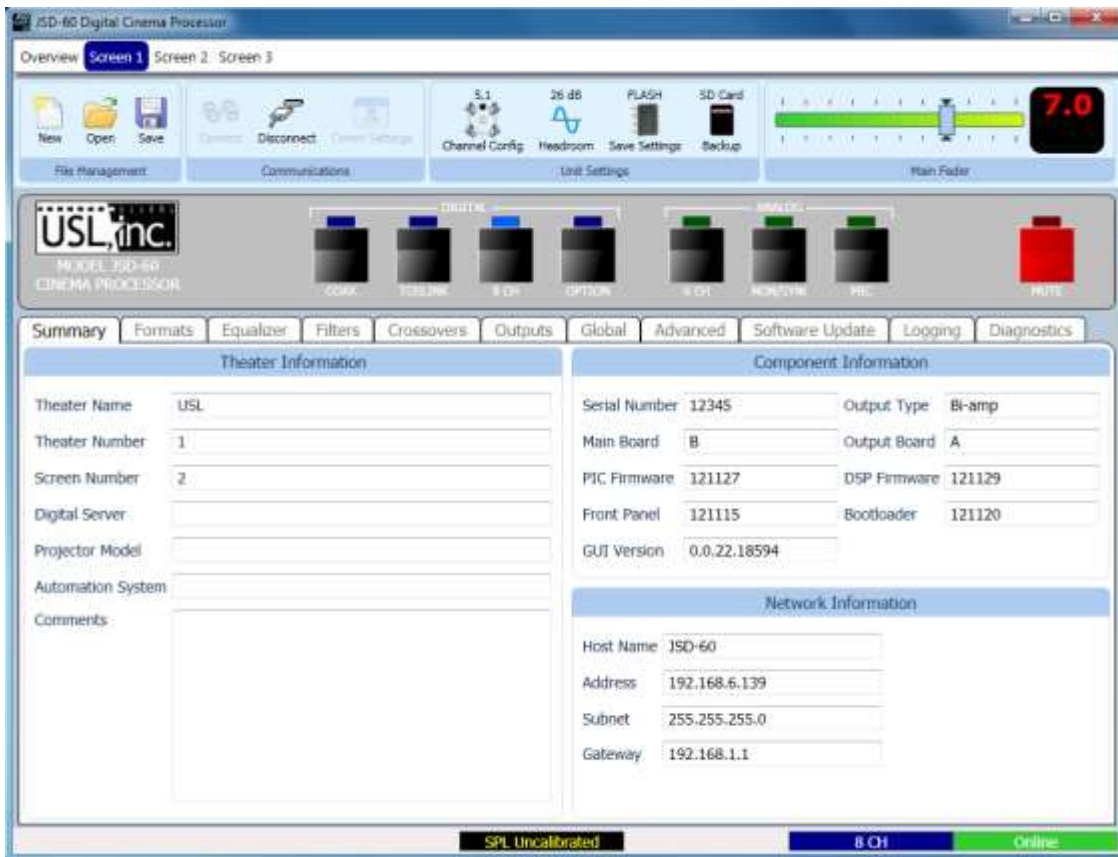 JSD-60 Digital Cinema Processor
Overview Screen 1 Screen 2 Screen 3
5.1 26 dB FLASH SD Card
7.0
New Open Save Connect Disconnect Comm Settings Channel Config Headroom Save Settings Backup
File Management Communications Unit Settings Main Fader
DIGITAL ANALOG
USL, inc.
MODEL JSD-60
CINEMA PROCESSOR
COAX TOSLINK 8 CH OPTION 6 CH NON/SYNC MIC MUTE
Summary Formats Equalizer Filters Crossovers Outputs Global Advanced Software Update Logging Diagnostics
Theater Information
Theater Name USL
Theater Number 1
Screen Number 2
Digital Server
Projector Model
Automation System
Comments
Component Information
Serial Number 12345 Output Type Bi-amp
Main Board B Output Board A
PIC Firmware 121127 DSP Firmware 121129
Front Panel 121115 Bootloader 121120
GUI Version 0.0.22.18594
Network Information
Host Name JSD-60
Address 192.168.6.139
Subnet 255.255.255.0
Gateway 192.168.1.1
SPL Uncalibrated 8 CH Online